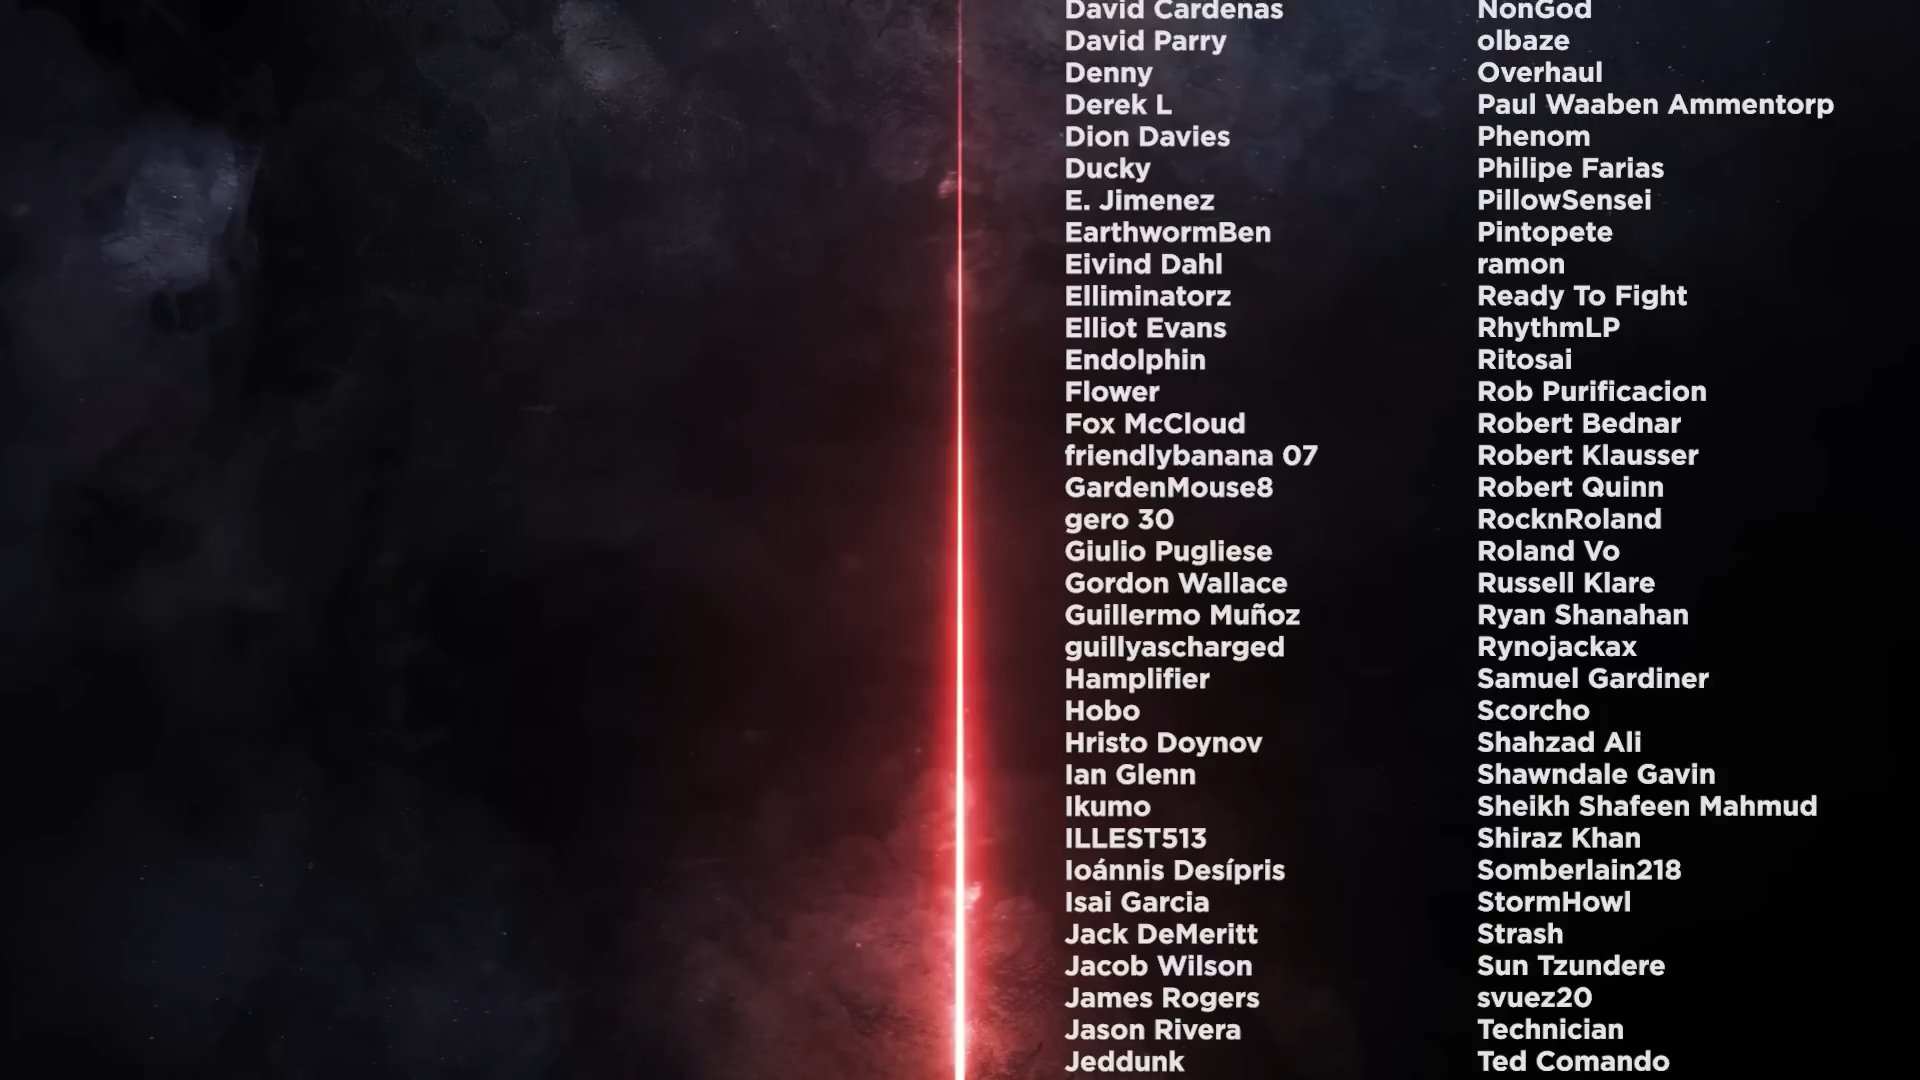 David Cardenas
David Parry
Denny
Derek L
Dion Davies
Ducky
E. Jimenez
EarthwormBen
Eivind Dahl
Elliminatorz
Elliot Evans
Endolphin
Flower
Fox McCloud
friendlybanana 07
GardenMouse8
gero 30
Giulio Pugliese
Gordon Wallace
Guillermo Muñoz
guillyascharged
Hamplifier
Hobo
Hristo Doynov
Ian Glenn
Ikumo
ILLEST513
Ioánnis Desípris
Isai Garcia
Jack DeMeritt
Jacob Wilson
James Rogers
Jason Rivera
Jeddunk
NonGod
olbaze
Overhaul
Paul Waaben Ammentorp
Phenom
Philipe Farias
PillowSensei
Pintopete
ramon
Ready To Fight
RhythmLP
Ritosai
Rob Purificacion
Robert Bednar
Robert Klausser
Robert Quinn
RocknRoland
Roland Vo
Russell Klare
Ryan Shanahan
Rynojackax
Samuel Gardiner
Scorcho
Shahzad Ali
Shawndale Gavin
Sheikh Shafeen Mahmud
Shiraz Khan
Somberlain218
StormHowl
Strash
Sun Tzundere
svuez20
Technician
Ted Comando